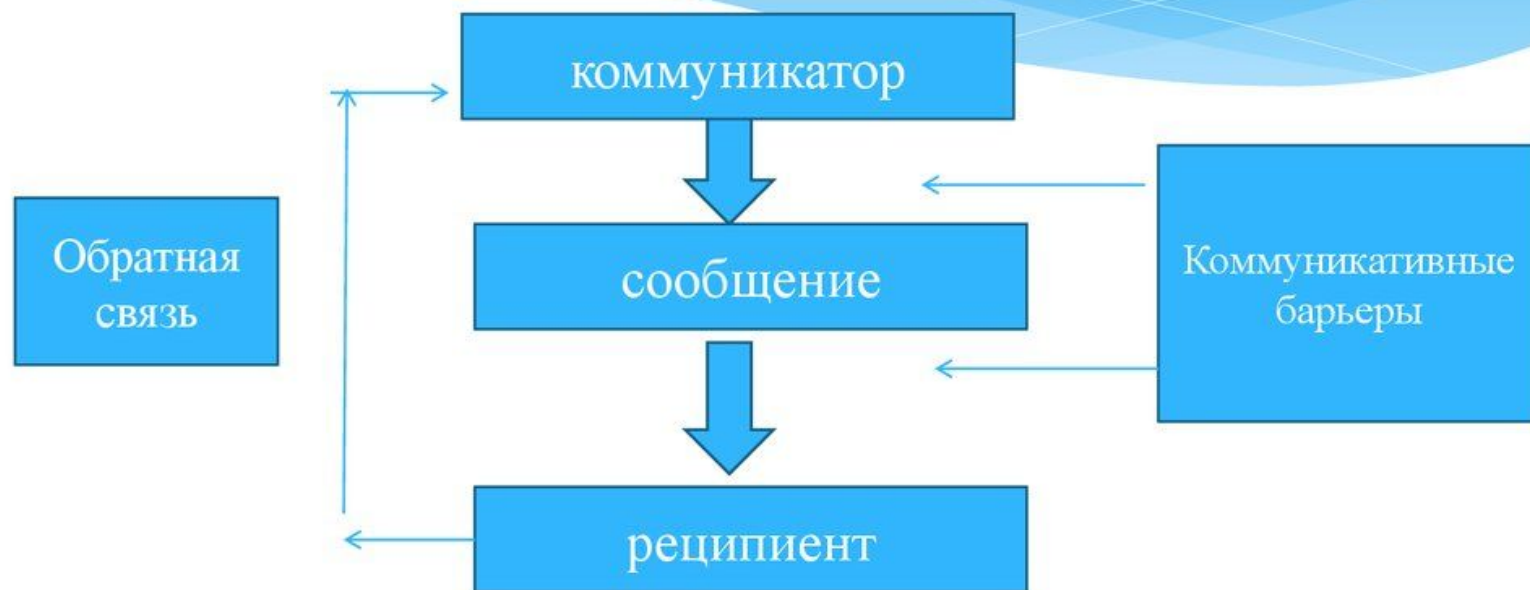 коммуникатор
Обратная
связь
сообщение
Коммуникативные
барьеры
реципиент